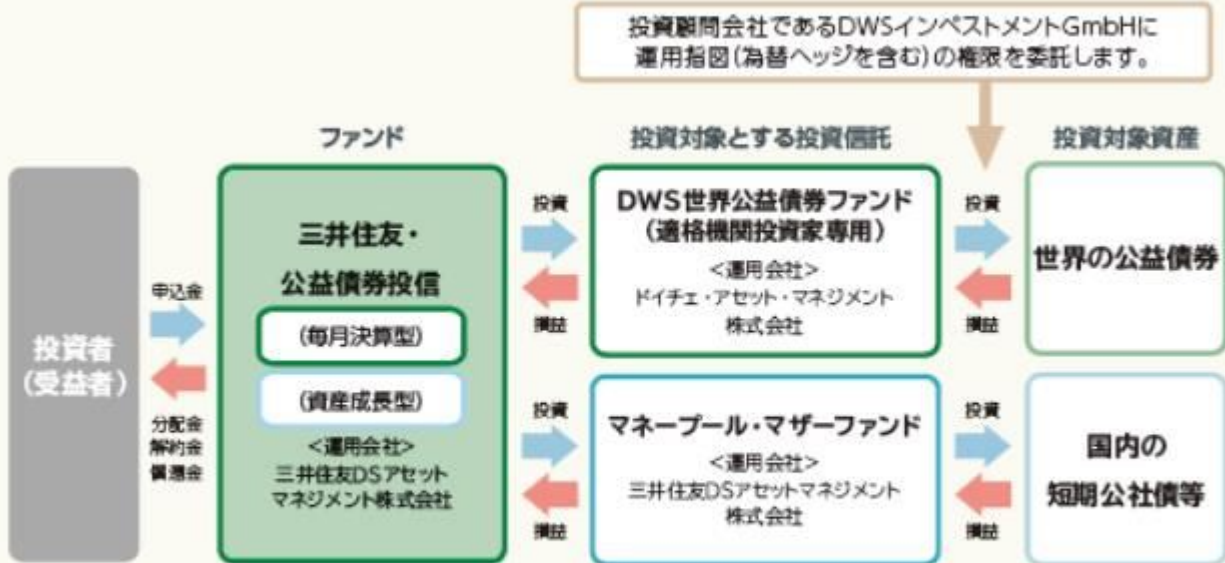 投資顧問会社であるDWSインベストメントGmbHに
運用指図(為替ヘッジを含む)の権限を委託します。
ファンド
投資対象とする投資信託
投資対象資産
投資者
(受益者)
申込金
分配金
解約金
償還金
三井住友・
公益債券投信
(毎月決算型)
(資産成長型)
<運用会社>
三井住友DSアセット
マネジメント株式会社
投資
損益
DWS世界公益債券ファンド
(適格機関投資家専用)
<運用会社>
ドイチェ・アセット・マネジメント
株式会社
投資
損益
世界の公益債券
投資
損益
マネープール・マザーファンド
<運用会社>
三井住友DSアセットマネジメント
株式会社
投資
損益
国内の
短期公社債等